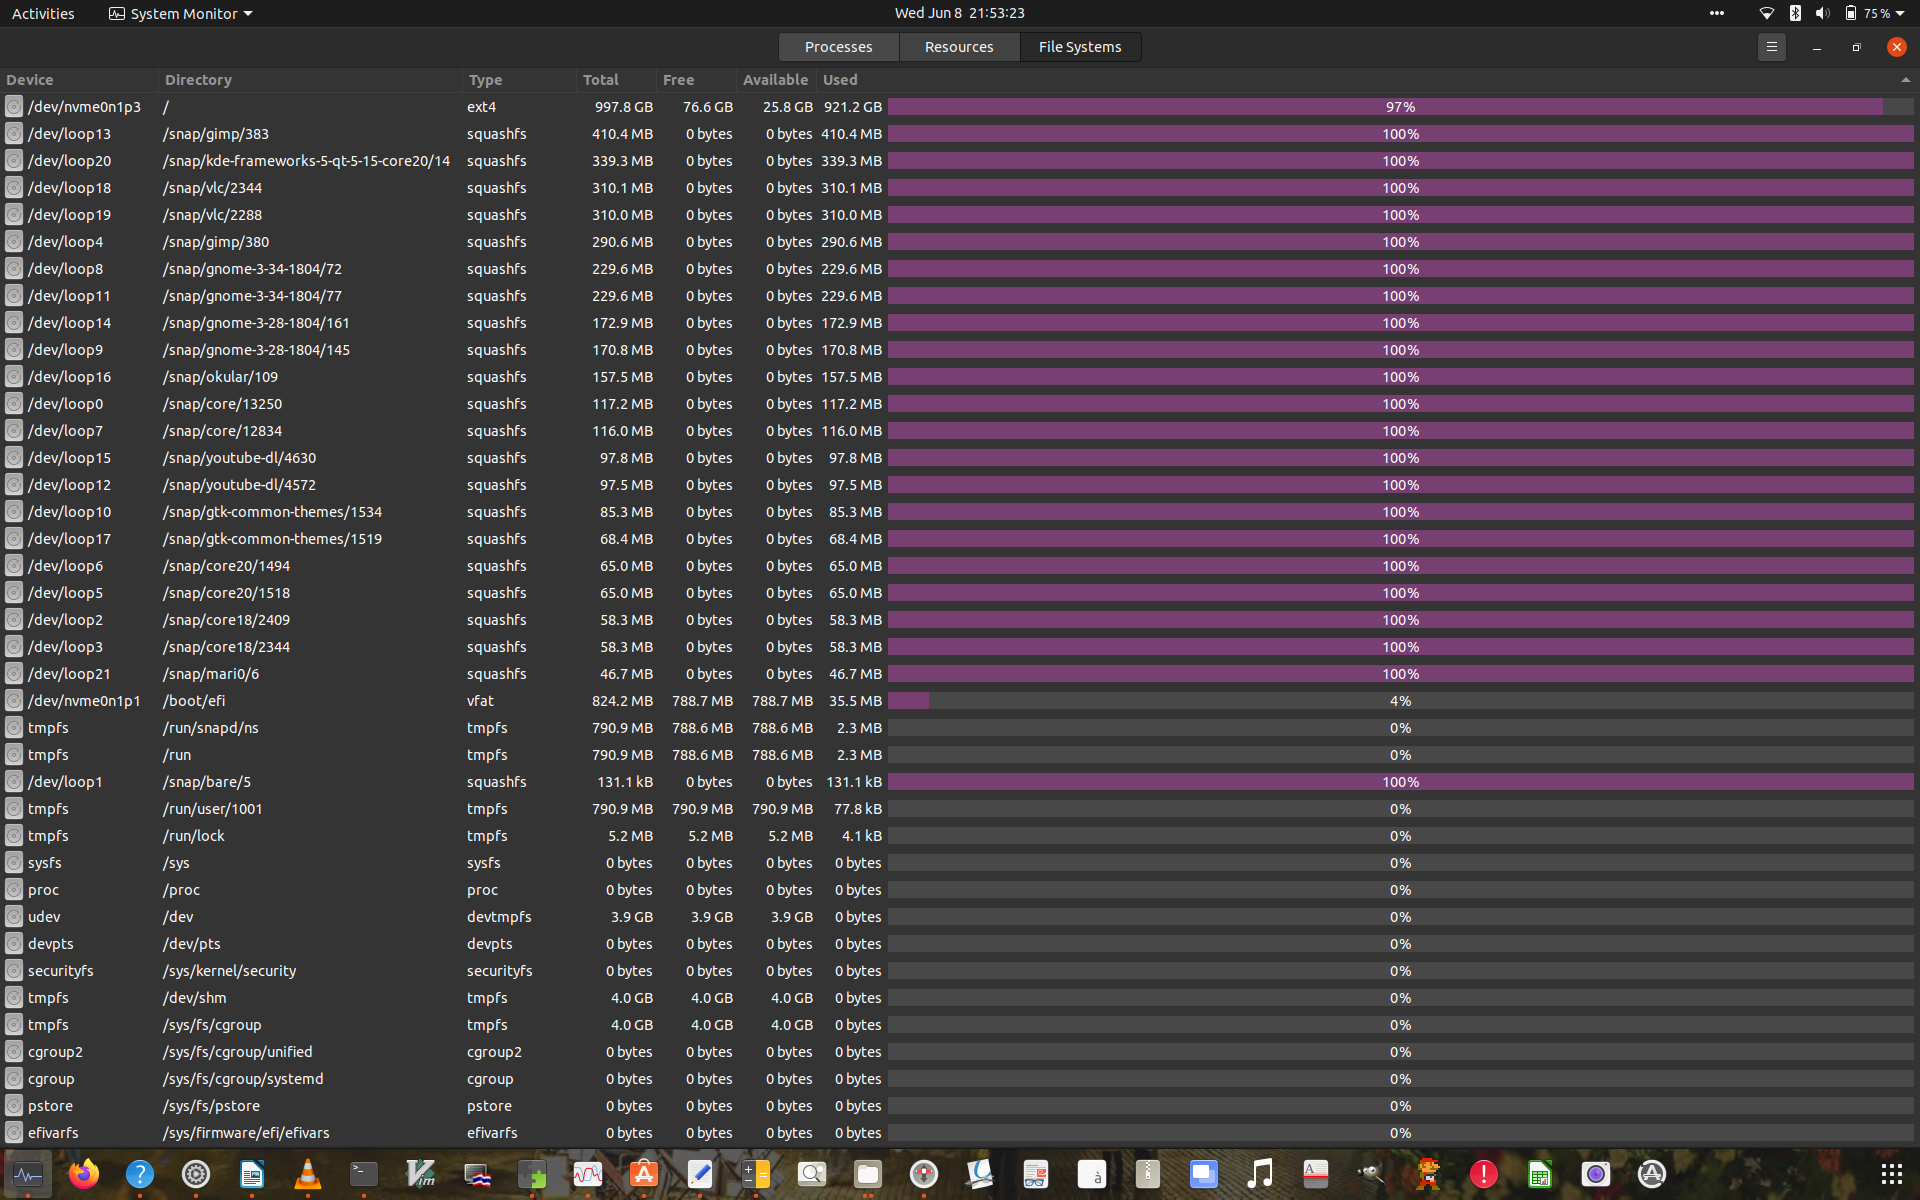 Activities System Monitor Wed Jun 8 21:53:23 75 %
Processes Resources File Systems
Device Directory Type Total Free Available Used
/dev/nvme0n1p3 / ext4 997.8 GB 76.6 GB 25.8 GB 921.2 GB 97%
/dev/loop13 /snap/gimp/383 squashfs 410.4 MB 0 bytes 0 bytes 410.4 MB 100%
/dev/loop20 /snap/kde-frameworks-5-qt-5-15-core20/14 squashfs 339.3 MB 0 bytes 0 bytes 339.3 MB 100%
/dev/loop18 /snap/vlc/2344 squashfs 310.1 MB 0 bytes 0 bytes 310.1 MB 100%
/dev/loop19 /snap/vlc/2288 squashfs 310.0 MB 0 bytes 0 bytes 310.0 MB 100%
/dev/loop4 /snap/gimp/380 squashfs 290.6 MB 0 bytes 0 bytes 290.6 MB 100%
/dev/loop8 /snap/gnome-3-34-1804/72 squashfs 229.6 MB 0 bytes 0 bytes 229.6 MB 100%
/dev/loop11 /snap/gnome-3-34-1804/77 squashfs 229.6 MB 0 bytes 0 bytes 229.6 MB 100%
/dev/loop14 /snap/gnome-3-28-1804/161 squashfs 172.9 MB 0 bytes 0 bytes 172.9 MB 100%
/dev/loop9 /snap/gnome-3-28-1804/145 squashfs 170.8 MB 0 bytes 0 bytes 170.8 MB 100%
/dev/loop16 /snap/okular/109 squashfs 157.5 MB 0 bytes 0 bytes 157.5 MB 100%
/dev/loop0 /snap/core/13250 squashfs 117.2 MB 0 bytes 0 bytes 117.2 MB 100%
/dev/loop7 /snap/core/12834 squashfs 116.0 MB 0 bytes 0 bytes 116.0 MB 100%
/dev/loop15 /snap/youtube-dl/4630 squashfs 97.8 MB 0 bytes 0 bytes 97.8 MB 100%
/dev/loop12 /snap/youtube-dl/4572 squashfs 97.5 MB 0 bytes 0 bytes 97.5 MB 100%
/dev/loop10 /snap/gtk-common-themes/1534 squashfs 85.3 MB 0 bytes 0 bytes 85.3 MB 100%
/dev/loop17 /snap/gtk-common-themes/1519 squashfs 68.4 MB 0 bytes 0 bytes 68.4 MB 100%
/dev/loop6 /snap/core20/1494 squashfs 65.0 MB 0 bytes 0 bytes 65.0 MB 100%
/dev/loop5 /snap/core20/1518 squashfs 65.0 MB 0 bytes 0 bytes 65.0 MB 100%
/dev/loop2 /snap/core18/2409 squashfs 58.3 MB 0 bytes 0 bytes 58.3 MB 100%
/dev/loop3 /snap/core18/2344 squashfs 58.3 MB 0 bytes 0 bytes 58.3 MB 100%
/dev/loop21 /snap/mari0/6 squashfs 46.7 MB 0 bytes 0 bytes 46.7 MB 100%
/dev/nvme0n1p1 /boot/efi vfat 824.2 MB 788.7 MB 788.7 MB 35.5 MB 4%
tmpfs /run/snapd/ns tmpfs 790.9 MB 788.6 MB 788.6 MB 2.3 MB 0%
tmpfs /run tmpfs 790.9 MB 788.6 MB 788.6 MB 2.3 MB 0%
/dev/loop1 /snap/bare/5 squashfs 131.1 kB 0 bytes 0 bytes 131.1 kB 100%
tmpfs /run/user/1001 tmpfs 790.9 MB 790.9 MB 790.9 MB 77.8 kB 0%
tmpfs /run/lock tmpfs 5.2 MB 5.2 MB 5.2 MB 4.1 kB 0%
sysfs /sys sysfs 0 bytes 0 bytes 0 bytes 0 bytes 0%
proc /proc proc 0 bytes 0 bytes 0 bytes 0 bytes 0%
udev /dev devtmpfs 3.9 GB 3.9 GB 3.9 GB 0 bytes 0%
devpts /dev/pts devpts 0 bytes 0 bytes 0 bytes 0 bytes 0%
securityfs /sys/kernel/security securityfs 0 bytes 0 bytes 0 bytes 0 bytes 0%
tmpfs /dev/shm tmpfs 4.0 GB 4.0 GB 4.0 GB 0 bytes 0%
tmpfs /sys/fs/cgroup tmpfs 4.0 GB 4.0 GB 4.0 GB 0 bytes 0%
cgroup2 /sys/fs/cgroup/unified cgroup2 0 bytes 0 bytes 0 bytes 0 bytes 0%
cgroup /sys/fs/cgroup/systemd cgroup 0 bytes 0 bytes 0 bytes 0 bytes 0%
pstore /sys/fs/pstore pstore 0 bytes 0 bytes 0 bytes 0 bytes 0%
efivarfs /sys/firmware/efi/efivars efivarfs 0 bytes 0 bytes 0 bytes 0 bytes 0%